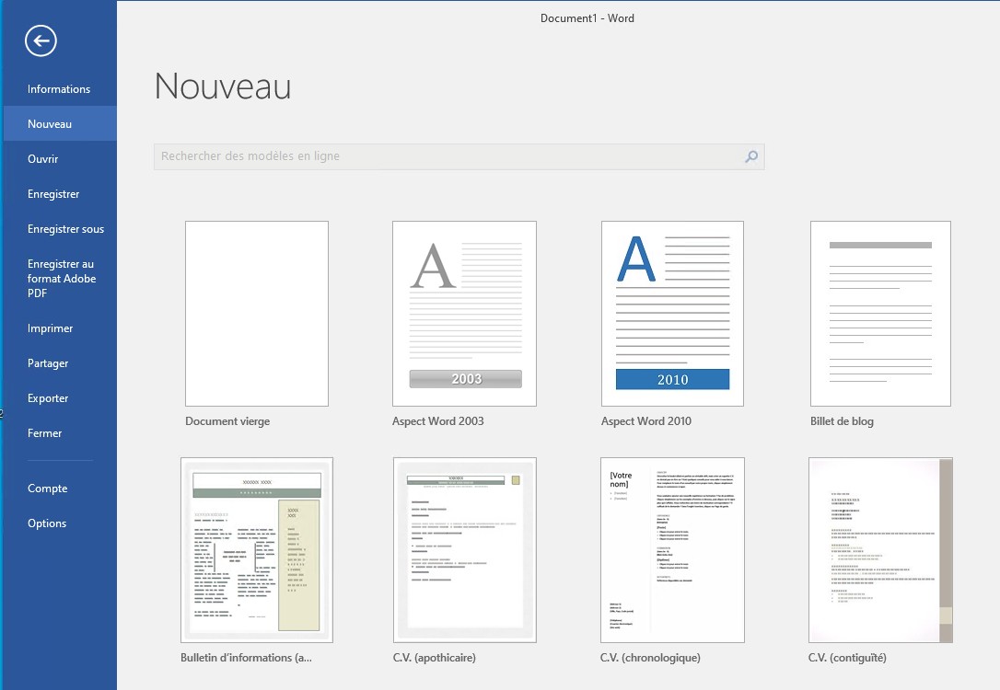 Document1 - Word
Informations
Nouveau
Ouvrir
Enregistrer
Enregistrer sous
Enregistrer au
format Adobe
PDF
Imprimer
Partager
Exporter
Fermer
Compte
Options
Nouveau
Rechercher des modèles en ligne
A
2003
A
2010
Document vierge
Aspect Word 2003
Aspect Word 2010
Billet de blog
[Votre
nom]
Bulletin d'informations (a...
C.V. (apothicaire)
C.V. (chronologique)
C.V. (contiguïté)